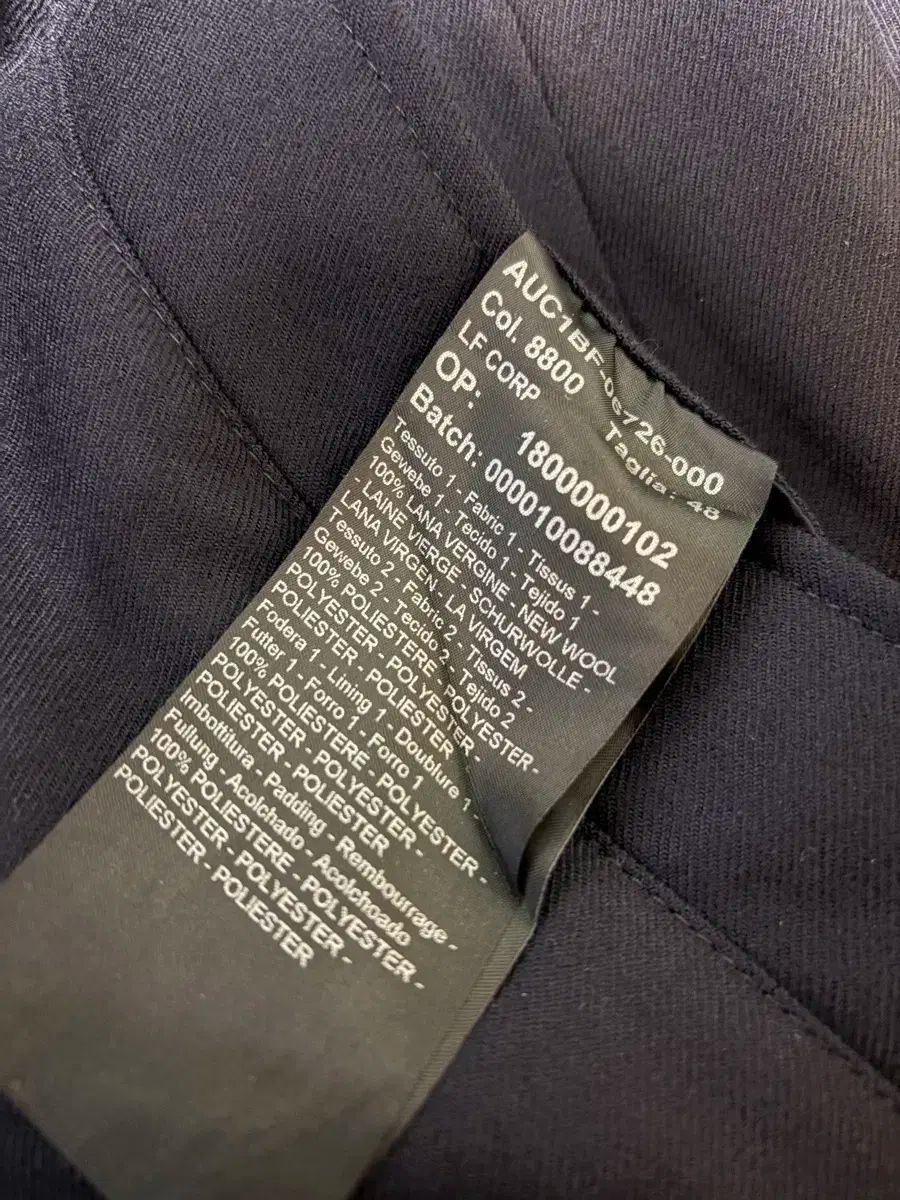 AUC1BF-06726-000
Col. 8800 Taglia: 48
LF CORP
OP: 1800000102
Batch: 000010088448
Tessuto 1 - Fabric 1 - Tissus 1 -
Gewebe 1 - Tecido 1 - Tejido 1
100% LANA VERGINE - NEW WOOL
- LAINE VIERGE - SCHURWOLLE -
LANA VIRGEN - LA VIRGEM
Tessuto 2 - Fabric 2 - Tissus 2 -
Gewebe 2 - Tecido 2 - Tejido 2
100% POLIESTERE - POLYESTER -
POLYESTER - POLYESTER -
POLIESTER - POLIESTER
Fodera 1 - Lining 1 - Doublure 1 -
Futter 1 - Forro 1 - Forro 1
100% POLIESTERE - POLYESTER -
POLYESTER - POLYESTER -
POLIESTER - POLIESTER
Imbottitura - Padding - Rembourrage -
Fullung - Acolchado - Acolchoado
100% POLIESTERE - POLYESTER -
POLYESTER - POLYESTER -
POLIESTER - POLIESTER